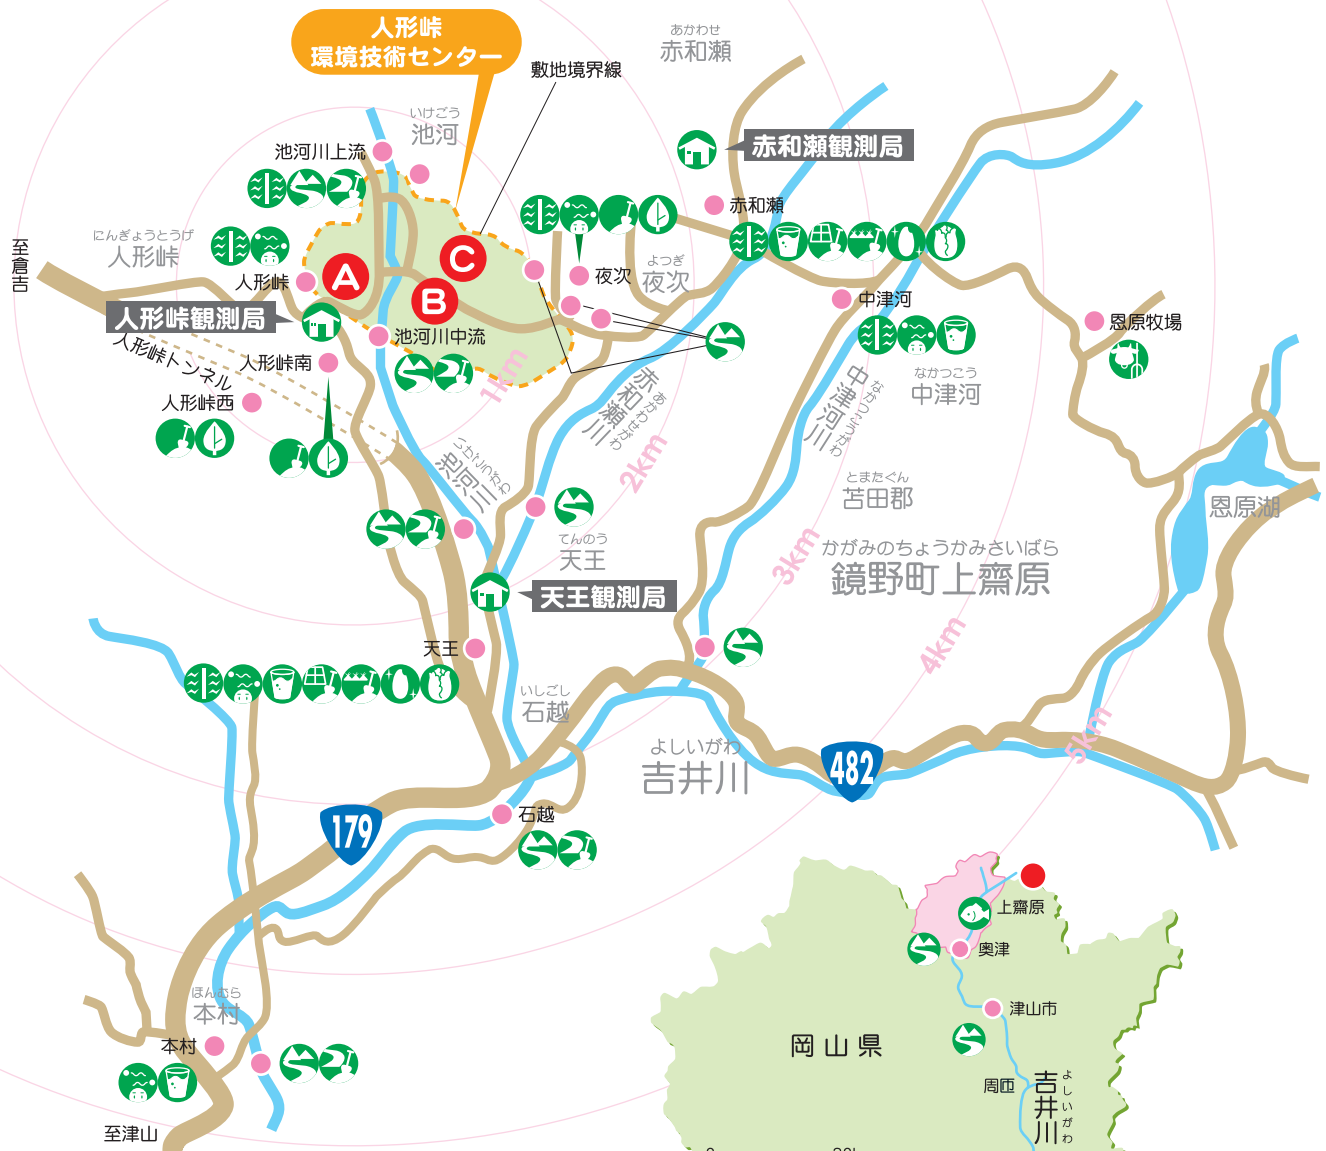 人形峠
環境技術センター
敷地境界線
あかわせ
赤和瀬
いけごう
池河
池河川上流
赤和瀬観測局
赤和瀬
にんぎょうとうげ
人形峠
至倉吉
人形峠
A
B
C
夜次
よつぎ
夜次
中津河
恩原牧場
人形峠観測局
人形峠トンネル
人形峠南
人形峠西
池河川中流
1km
あかわせがわ
赤和瀬川
なかつこうがわ
中津河川
なかつこう
中津河
2km
いけごうがわ
池河川
とまたぐん
苫田郡
恩原湖
てんのう
天王
3km
かがみのちょうかみさいばら
鏡野町上齋原
天王観測局
天王
4km
いしごし
石越
よしいがわ
吉井川
5km
482
179
石越
ほんむら
本村
本村
至津山
上齋原
奥津
津山市
岡山県
周匝
よしいがわ
吉井川